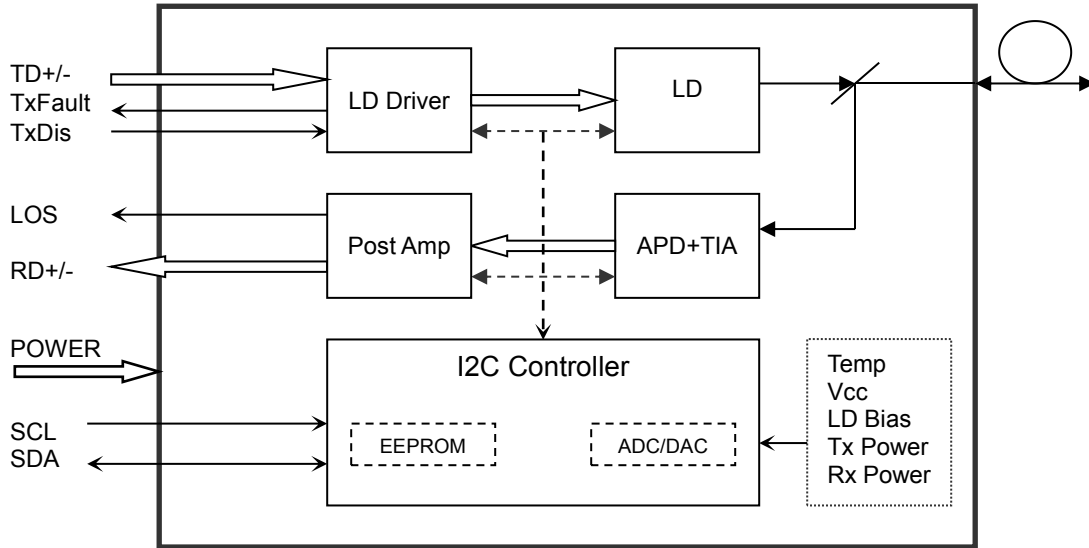 TD+/-
TxFault
TxDis
LD Driver
LD
LOS
RD+/-
Post Amp
APD+TIA
POWER
SCL
SDA
I2C Controller
EEPROM
ADC/DAC
Temp
Vcc
LD Bias
Tx Power
Rx Power